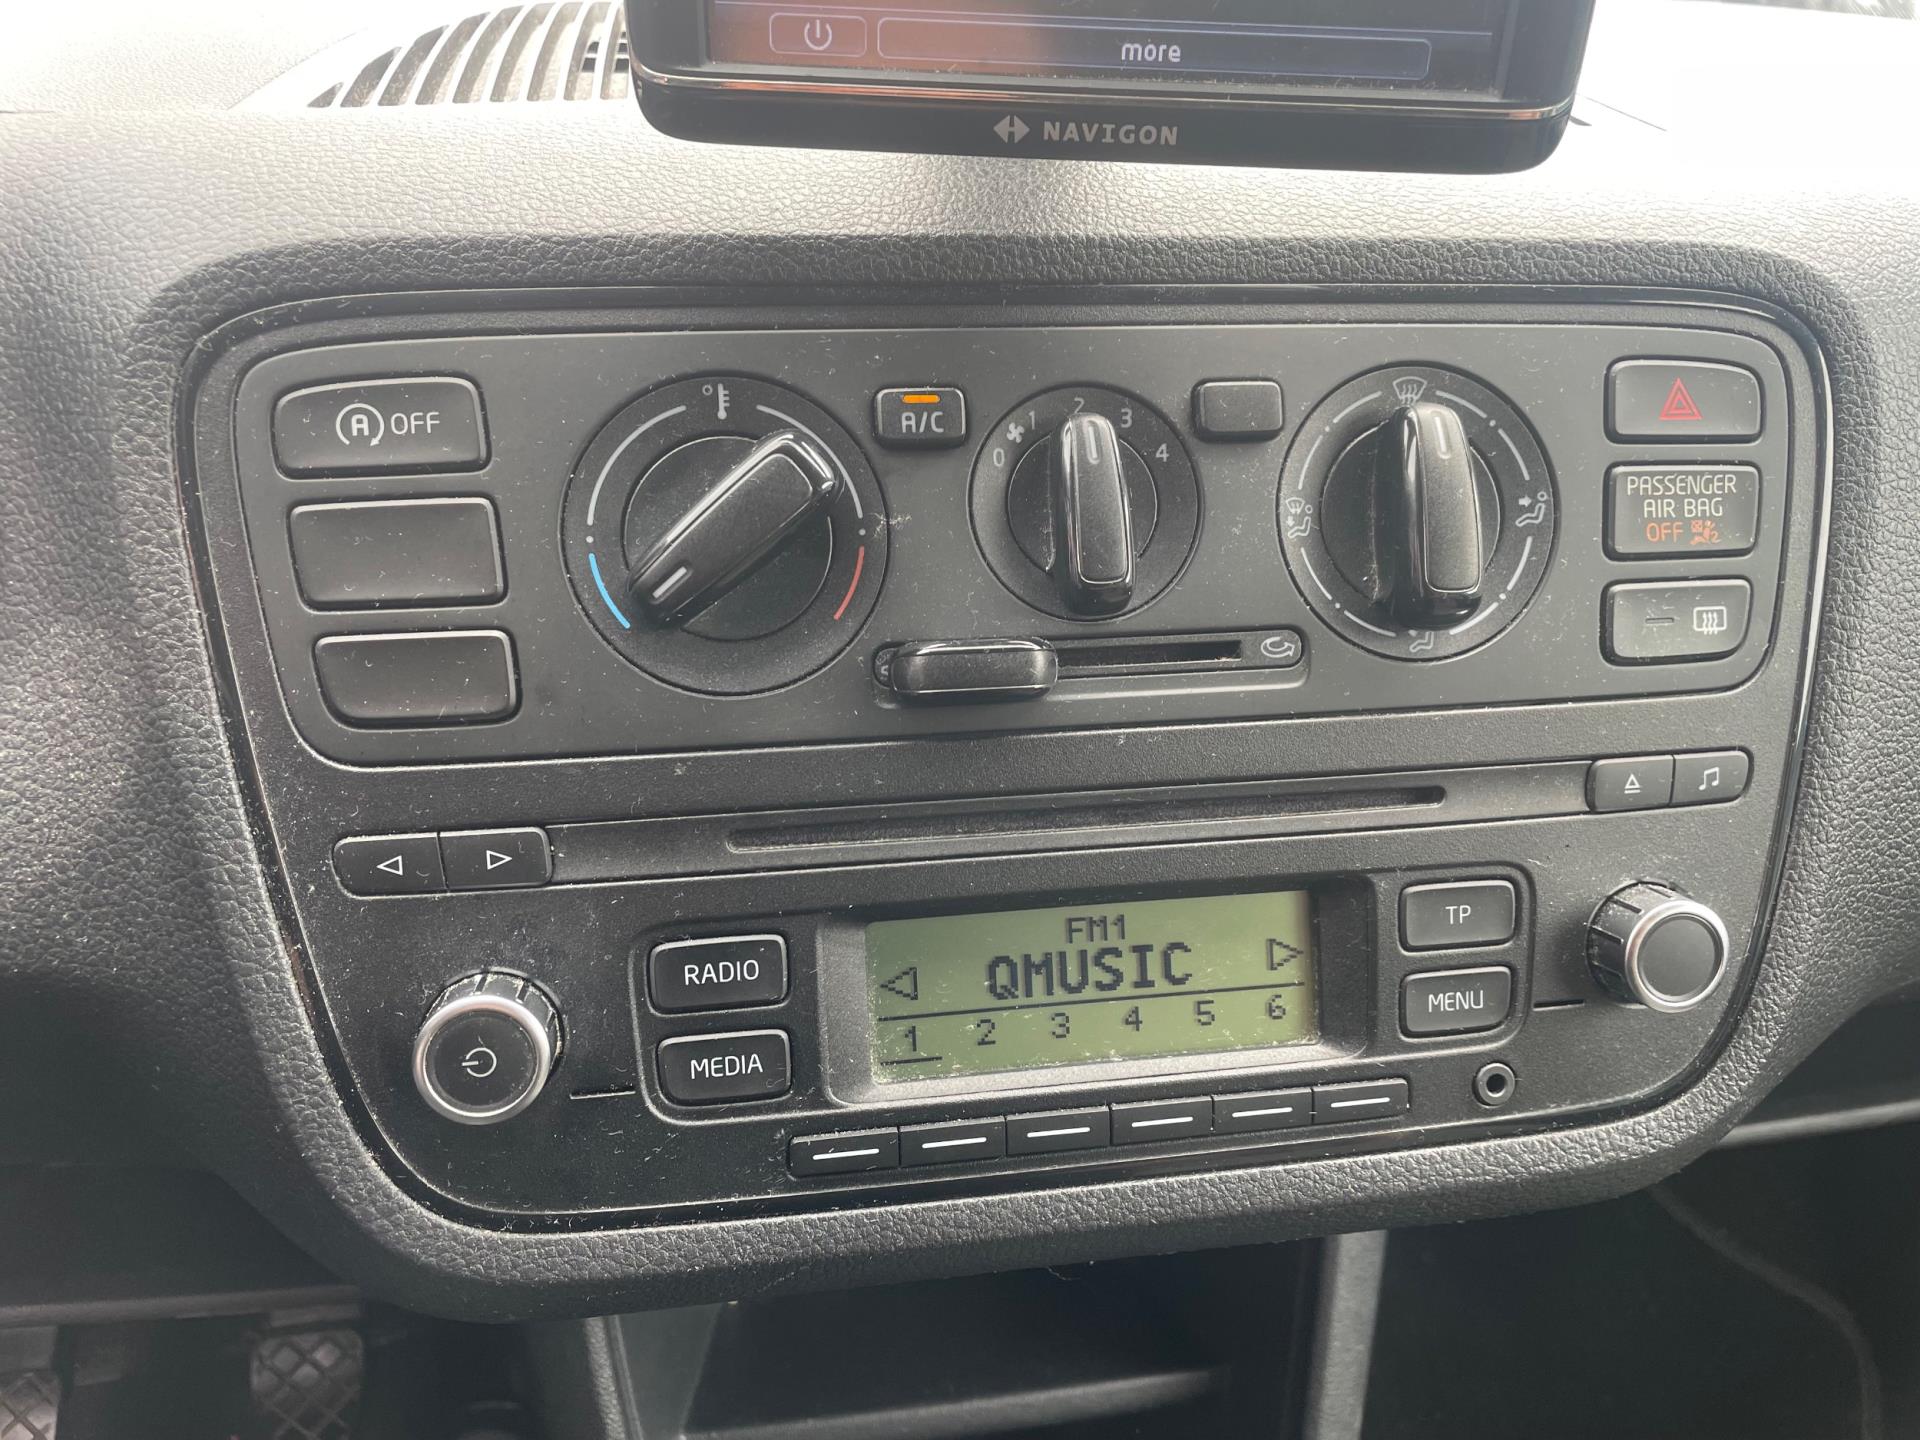 more
NAVIGON
A OFF
A/C
0 1 2 3 4
PASSENGER
AIR BAG
OFF 2
FM1
QMUSIC
1 2 3 4 5 6
RADIO
MEDIA
TP
MENU